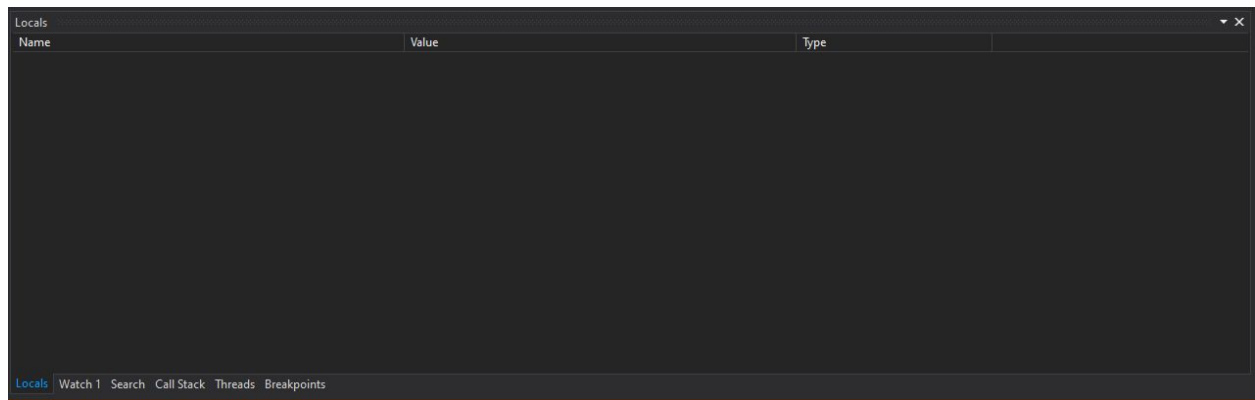 Locals
Name Value Type
Locals Watch 1 Search Call Stack Threads Breakpoints